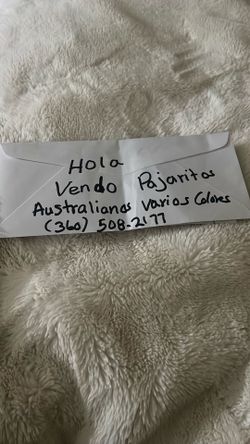 Hola
Vendo Pajaritos
Australianos Varios Colores
(360) 508-2177